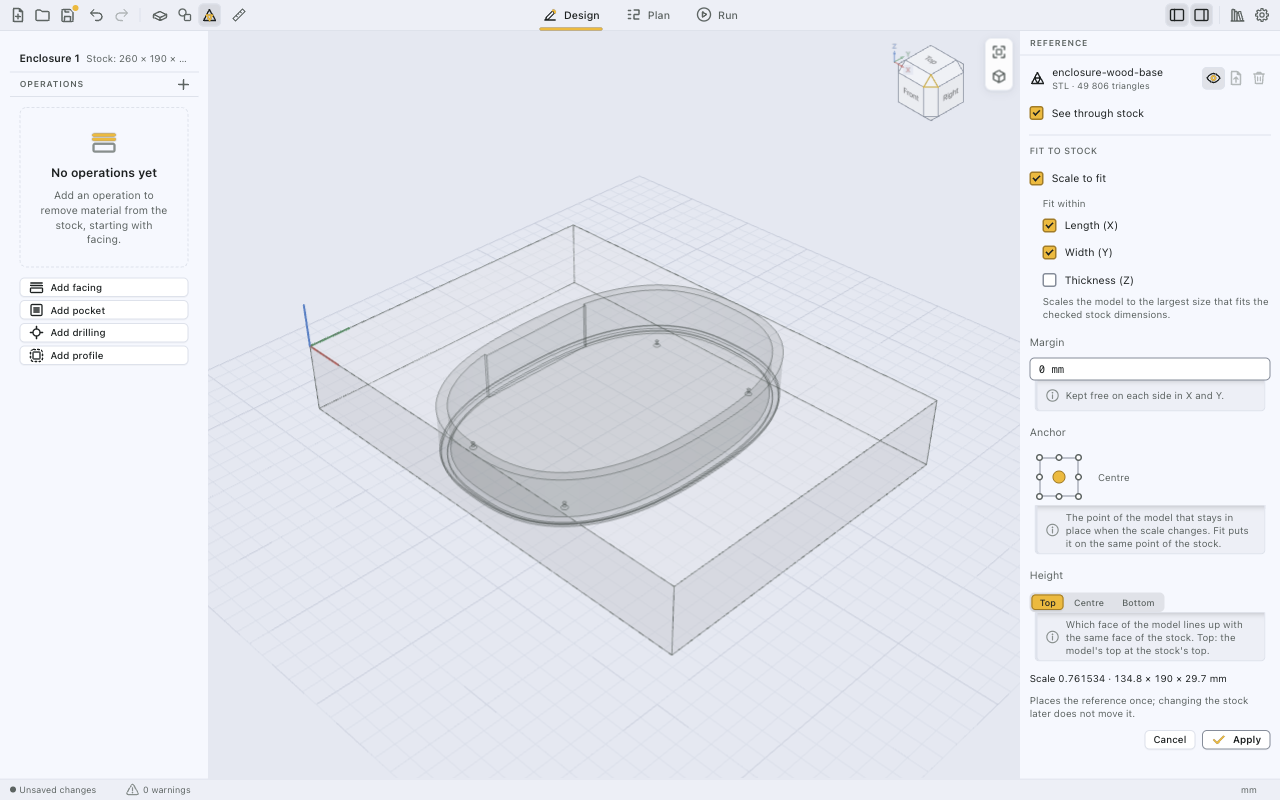 Design
Plan
Run
Enclosure 1 Stock: 260 × 190 × ...
OPERATIONS
No operations yet
Add an operation to
remove material from the
stock, starting with
facing.
Add facing
Add pocket
Add drilling
Add profile
Z
Y
X
Top
Front
Right
REFERENCE
enclosure-wood-base
STL · 49 806 triangles
See through stock
FIT TO STOCK
Scale to fit
Fit within
Length (X)
Width (Y)
Thickness (Z)
Scales the model to the largest size that fits the
checked stock dimensions.
Margin
0 mm
Kept free on each side in X and Y.
Anchor
Centre
The point of the model that stays in
place when the scale changes. Fit puts
it on the same point of the stock.
Height
Top Centre Bottom
Which face of the model lines up with
the same face of the stock. Top: the
model's top at the stock's top.
Scale 0.761534 · 134.8 × 190 × 29.7 mm
Places the reference once; changing the stock
later does not move it.
Cancel
Apply
Unsaved changes
0 warnings
mm